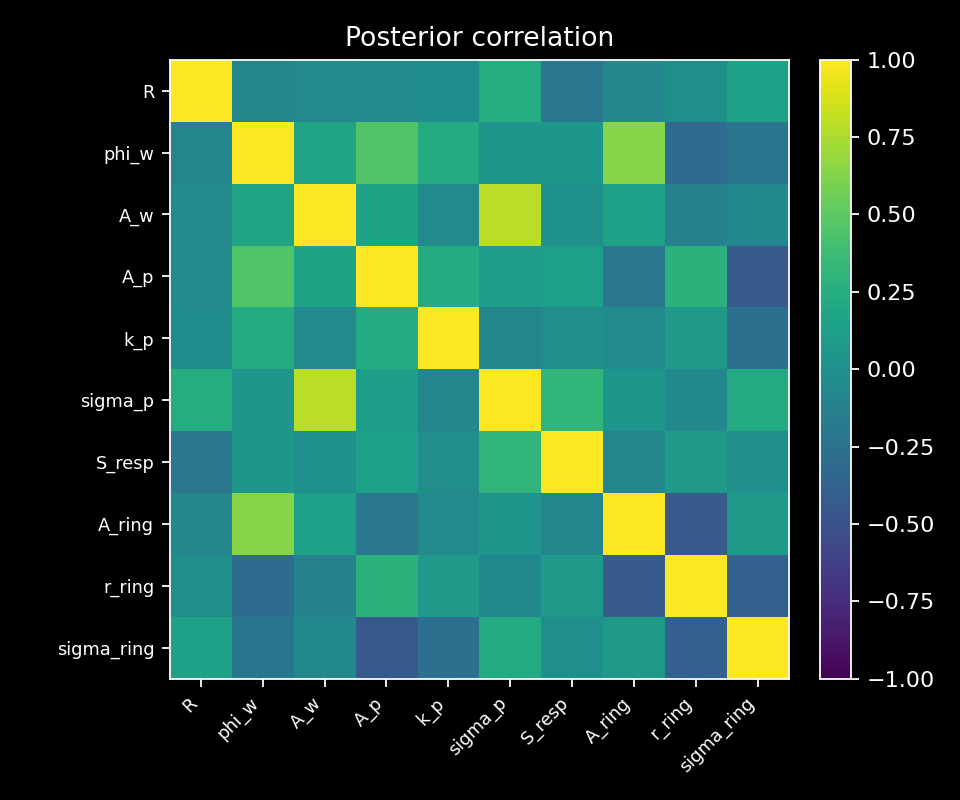 Posterior correlation
R
phi_w
A_w
A_p
k_p
sigma_p
S_resp
A_ring
r_ring
sigma_ring
R
phi_w
A_w
A_p
k_p
sigma_p
S_resp
A_ring
r_ring
sigma_ring
1.00
0.75
0.50
0.25
0.00
−0.25
−0.50
−0.75
−1.00